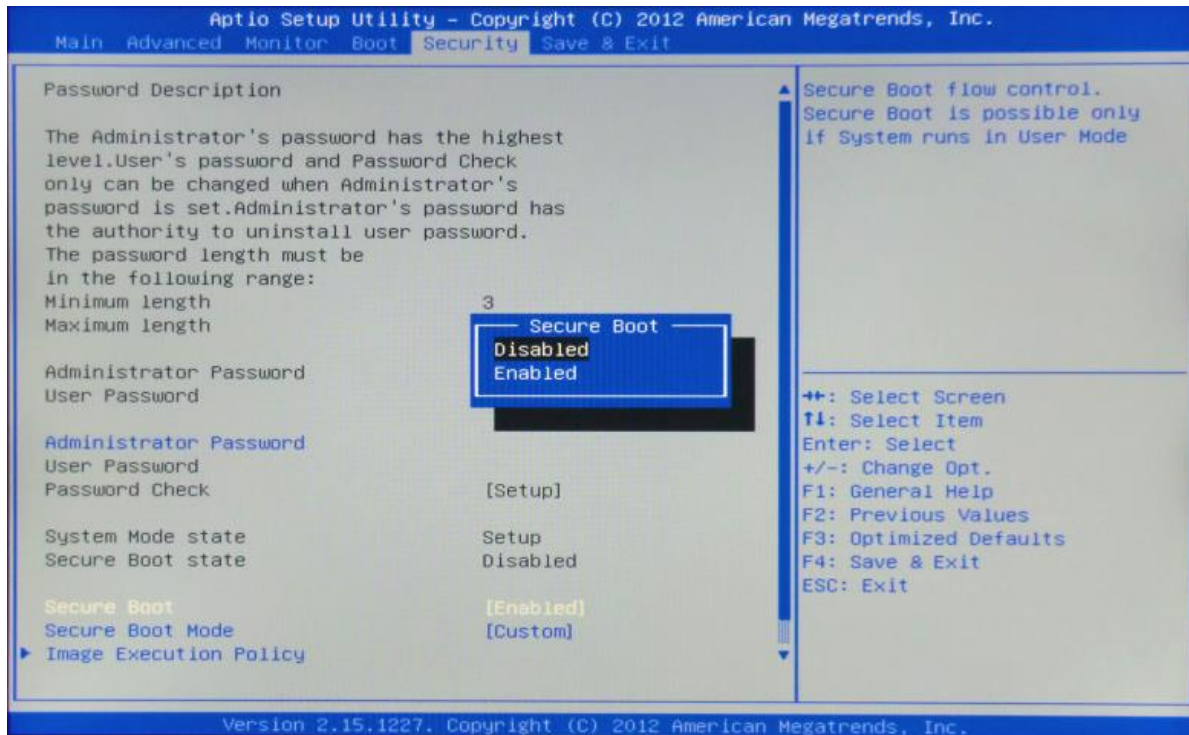 Aptio Setup Utility – Copyright (C) 2012 American Megatrends, Inc.
Main Advanced Monitor Boot Security Save & Exit
Password Description
The Administrator's password has the highest
level.User's password and Password Check
only can be changed when Administrator's
password is set.Administrator's password has
the authority to uninstall user password.
The password length must be
in the following range:
Minimum length 3
Maximum length
Administrator Password
User Password
Administrator Password
User Password
Password Check [Setup]
System Mode state Setup
Secure Boot state Disabled
Secure Boot [Enabled]
Secure Boot Mode [Custom]
Image Execution Policy
Secure Boot
Disabled
Enabled
Secure Boot flow control.
Secure Boot is possible only
if System runs in User Mode
→←: Select Screen
↑↓: Select Item
Enter: Select
+/-: Change Opt.
F1: General Help
F2: Previous Values
F3: Optimized Defaults
F4: Save & Exit
ESC: Exit
Version 2.15.1227. Copyright (C) 2012 American Megatrends, Inc.